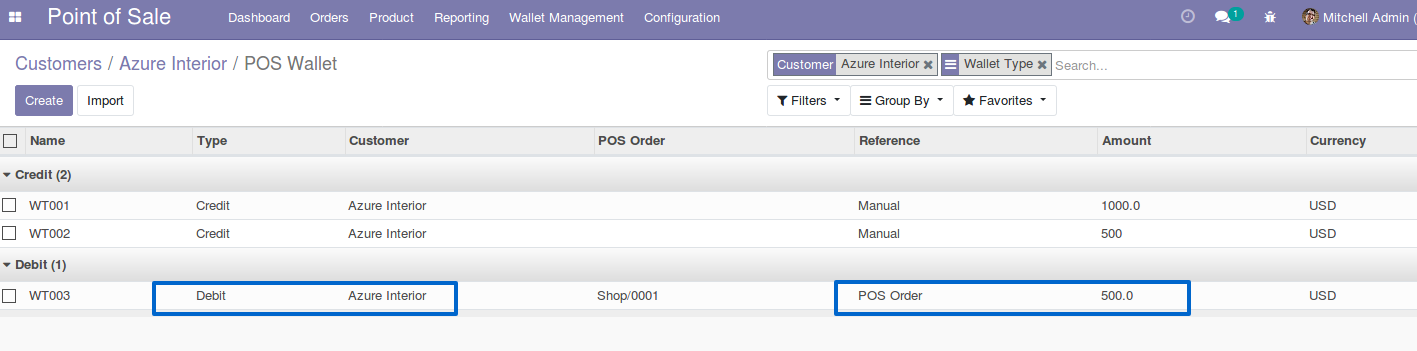 Point of Sale Dashboard Orders Product Reporting Wallet Management Configuration 1 Mitchell Admin (
Customers / Azure Interior / POS Wallet Customer Azure Interior Wallet Type Search...
Create Import Filters Group By Favorites
Name Type Customer POS Order Reference Amount Currency
Credit (2)
WT001 Credit Azure Interior Manual 1000.0 USD
WT002 Credit Azure Interior Manual 500 USD
Debit (1)
WT003 Debit Azure Interior Shop/0001 POS Order 500.0 USD